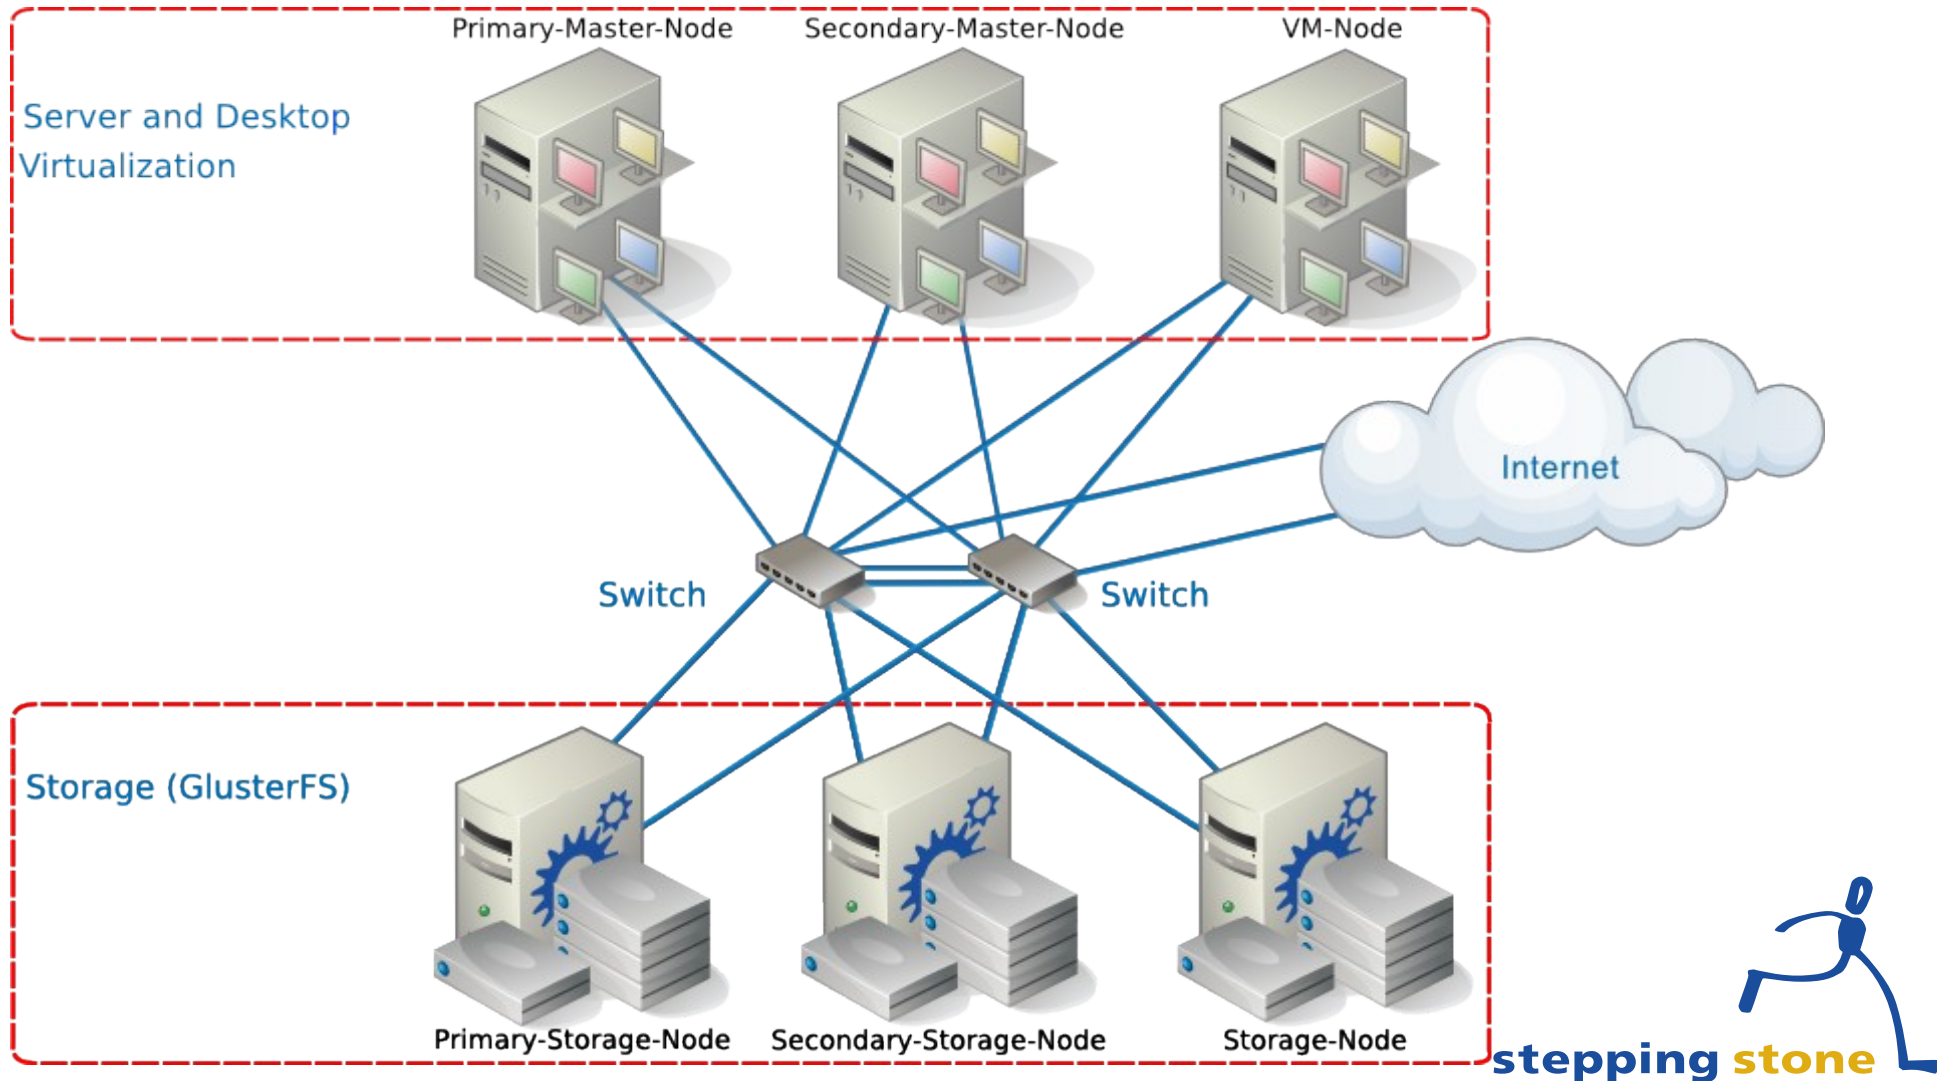 Primary-Master-Node
Secondary-Master-Node
VM-Node
Server and Desktop
Virtualization
Internet
Switch
Switch
Storage (GlusterFS)
Primary-Storage-Node
Secondary-Storage-Node
Storage-Node
stepping stone